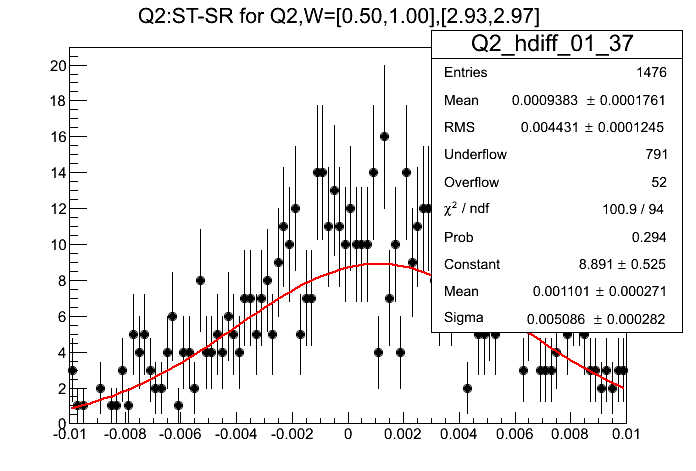 Q2:ST-SR for Q2,W=[0.50,1.00],[2.93,2.97]
Q2_hdiff_01_37
Entries 1476
Mean 0.0009383 ± 0.0001761
RMS 0.004431 ± 0.0001245
Underflow 791
Overflow 52
χ² / ndf 100.9 / 94
Prob 0.294
Constant 8.891 ± 0.525
Mean 0.001101 ± 0.000271
Sigma 0.005086 ± 0.000282
20
18
16
14
12
10
8
6
4
2
0
-0.01 -0.008 -0.006 -0.004 -0.002 0 0.002 0.004 0.006 0.008 0.01